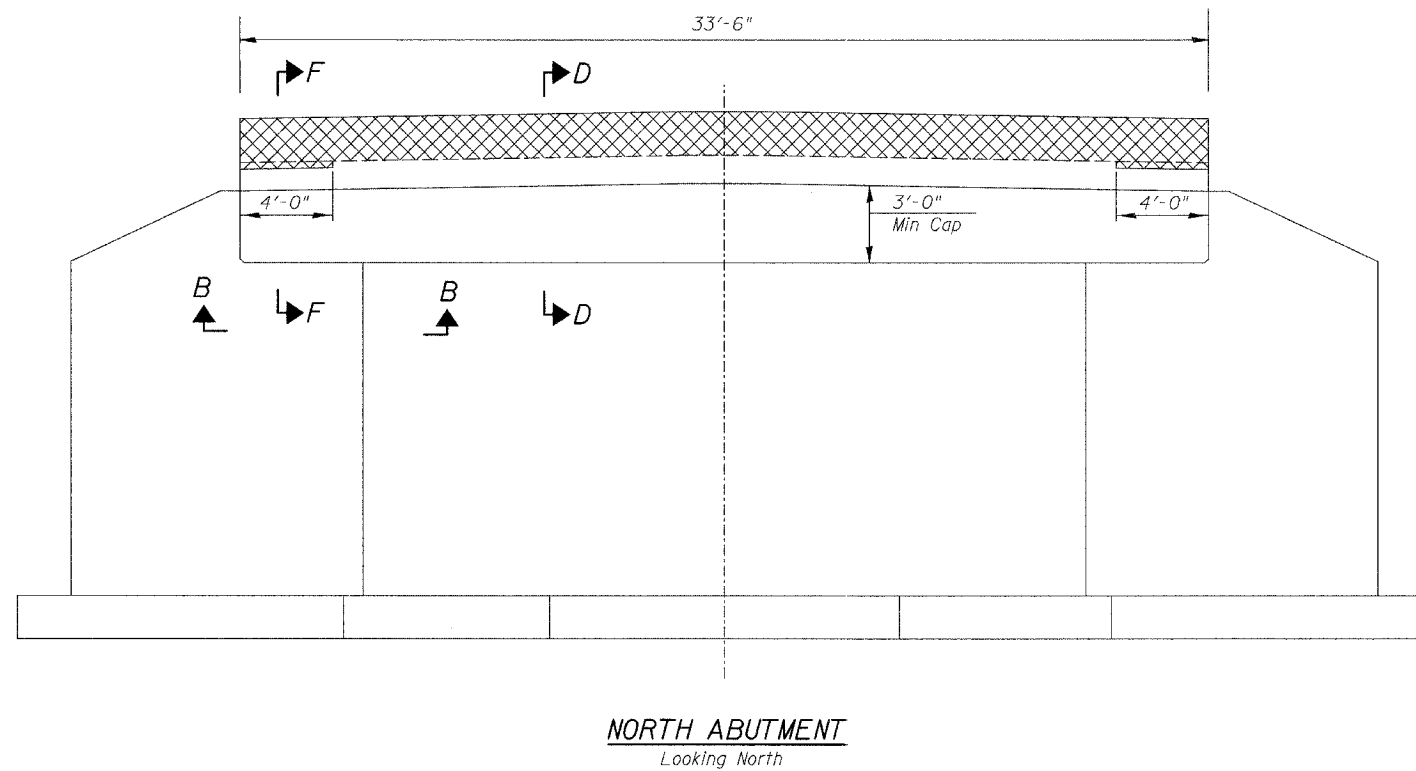 33'-6"
F
D
4'-0"
3'-0"
Min Cap
4'-0"
B
F
B
D
NORTH ABUTMENT
Looking North